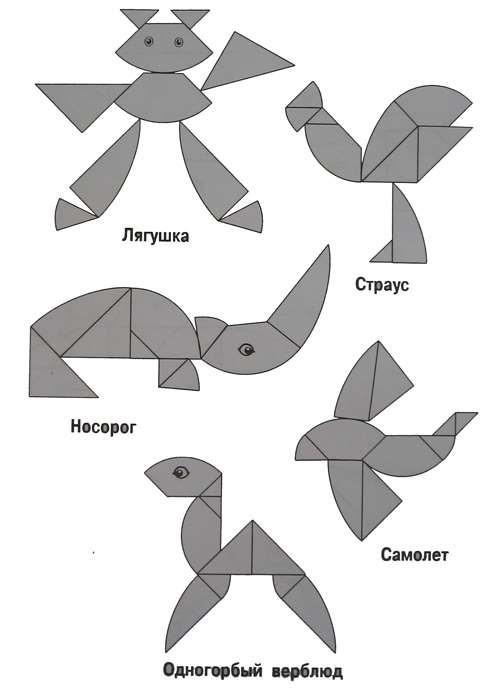 Лягушка
Страус
Носорог
Самолет
Одногорбый верблюд